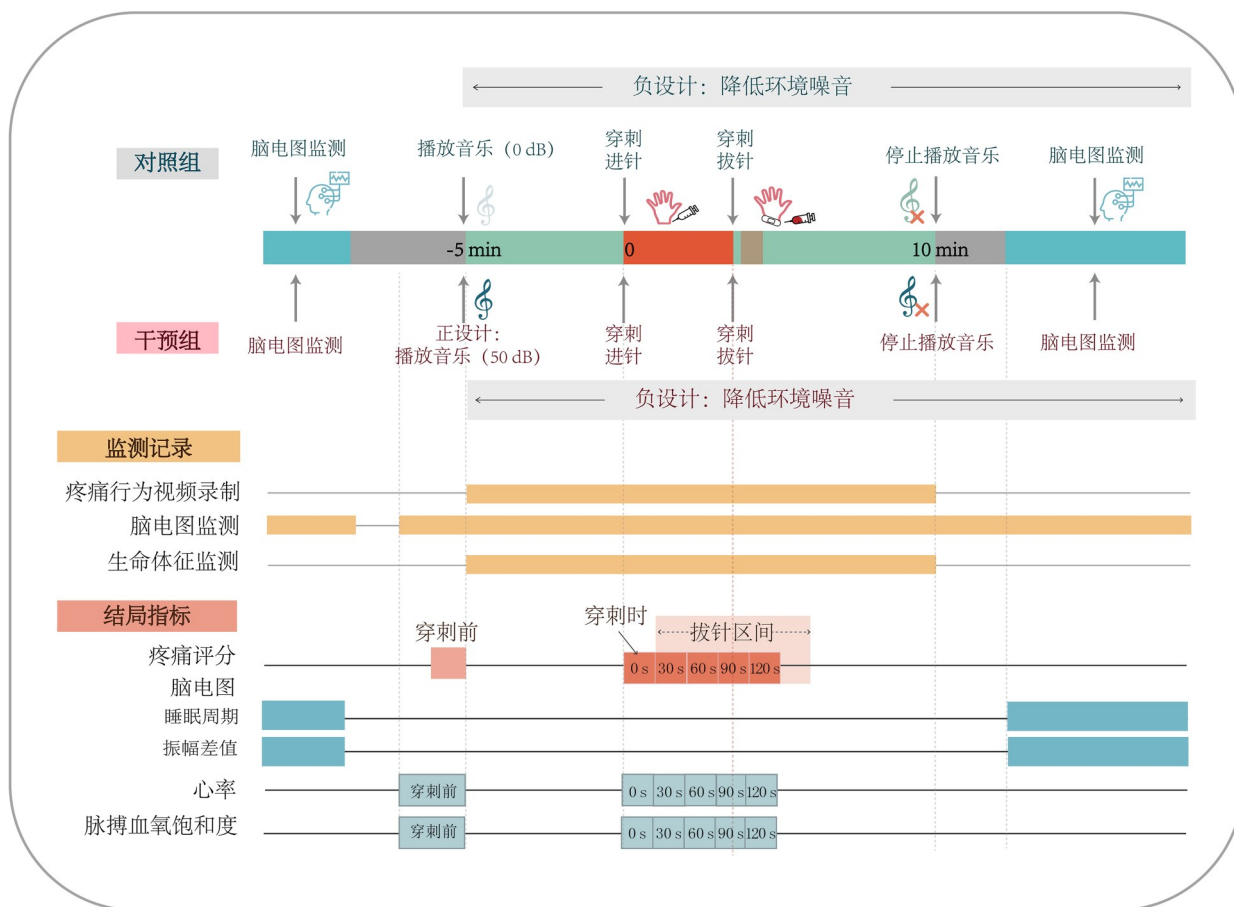 负设计：降低环境噪音
对照组
脑电图监测
播放音乐（0 dB）
穿刺
进针
穿刺
拔针
停止播放音乐
脑电图监测
-5 min
0
10 min
干预组
脑电图监测
正设计：
播放音乐（50 dB）
穿刺
进针
穿刺
拔针
停止播放音乐
脑电图监测
负设计：降低环境噪音
监测记录
疼痛行为视频录制
脑电图监测
生命体征监测
结局指标
穿刺前
穿刺时
拔针区间
疼痛评分
0 s 30 s 60 s 90 s 120 s
脑电图
睡眠周期
振幅差值
心率
穿刺前
0 s 30 s 60 s 90 s 120 s
脉搏血氧饱和度
穿刺前
0 s 30 s 60 s 90 s 120 s